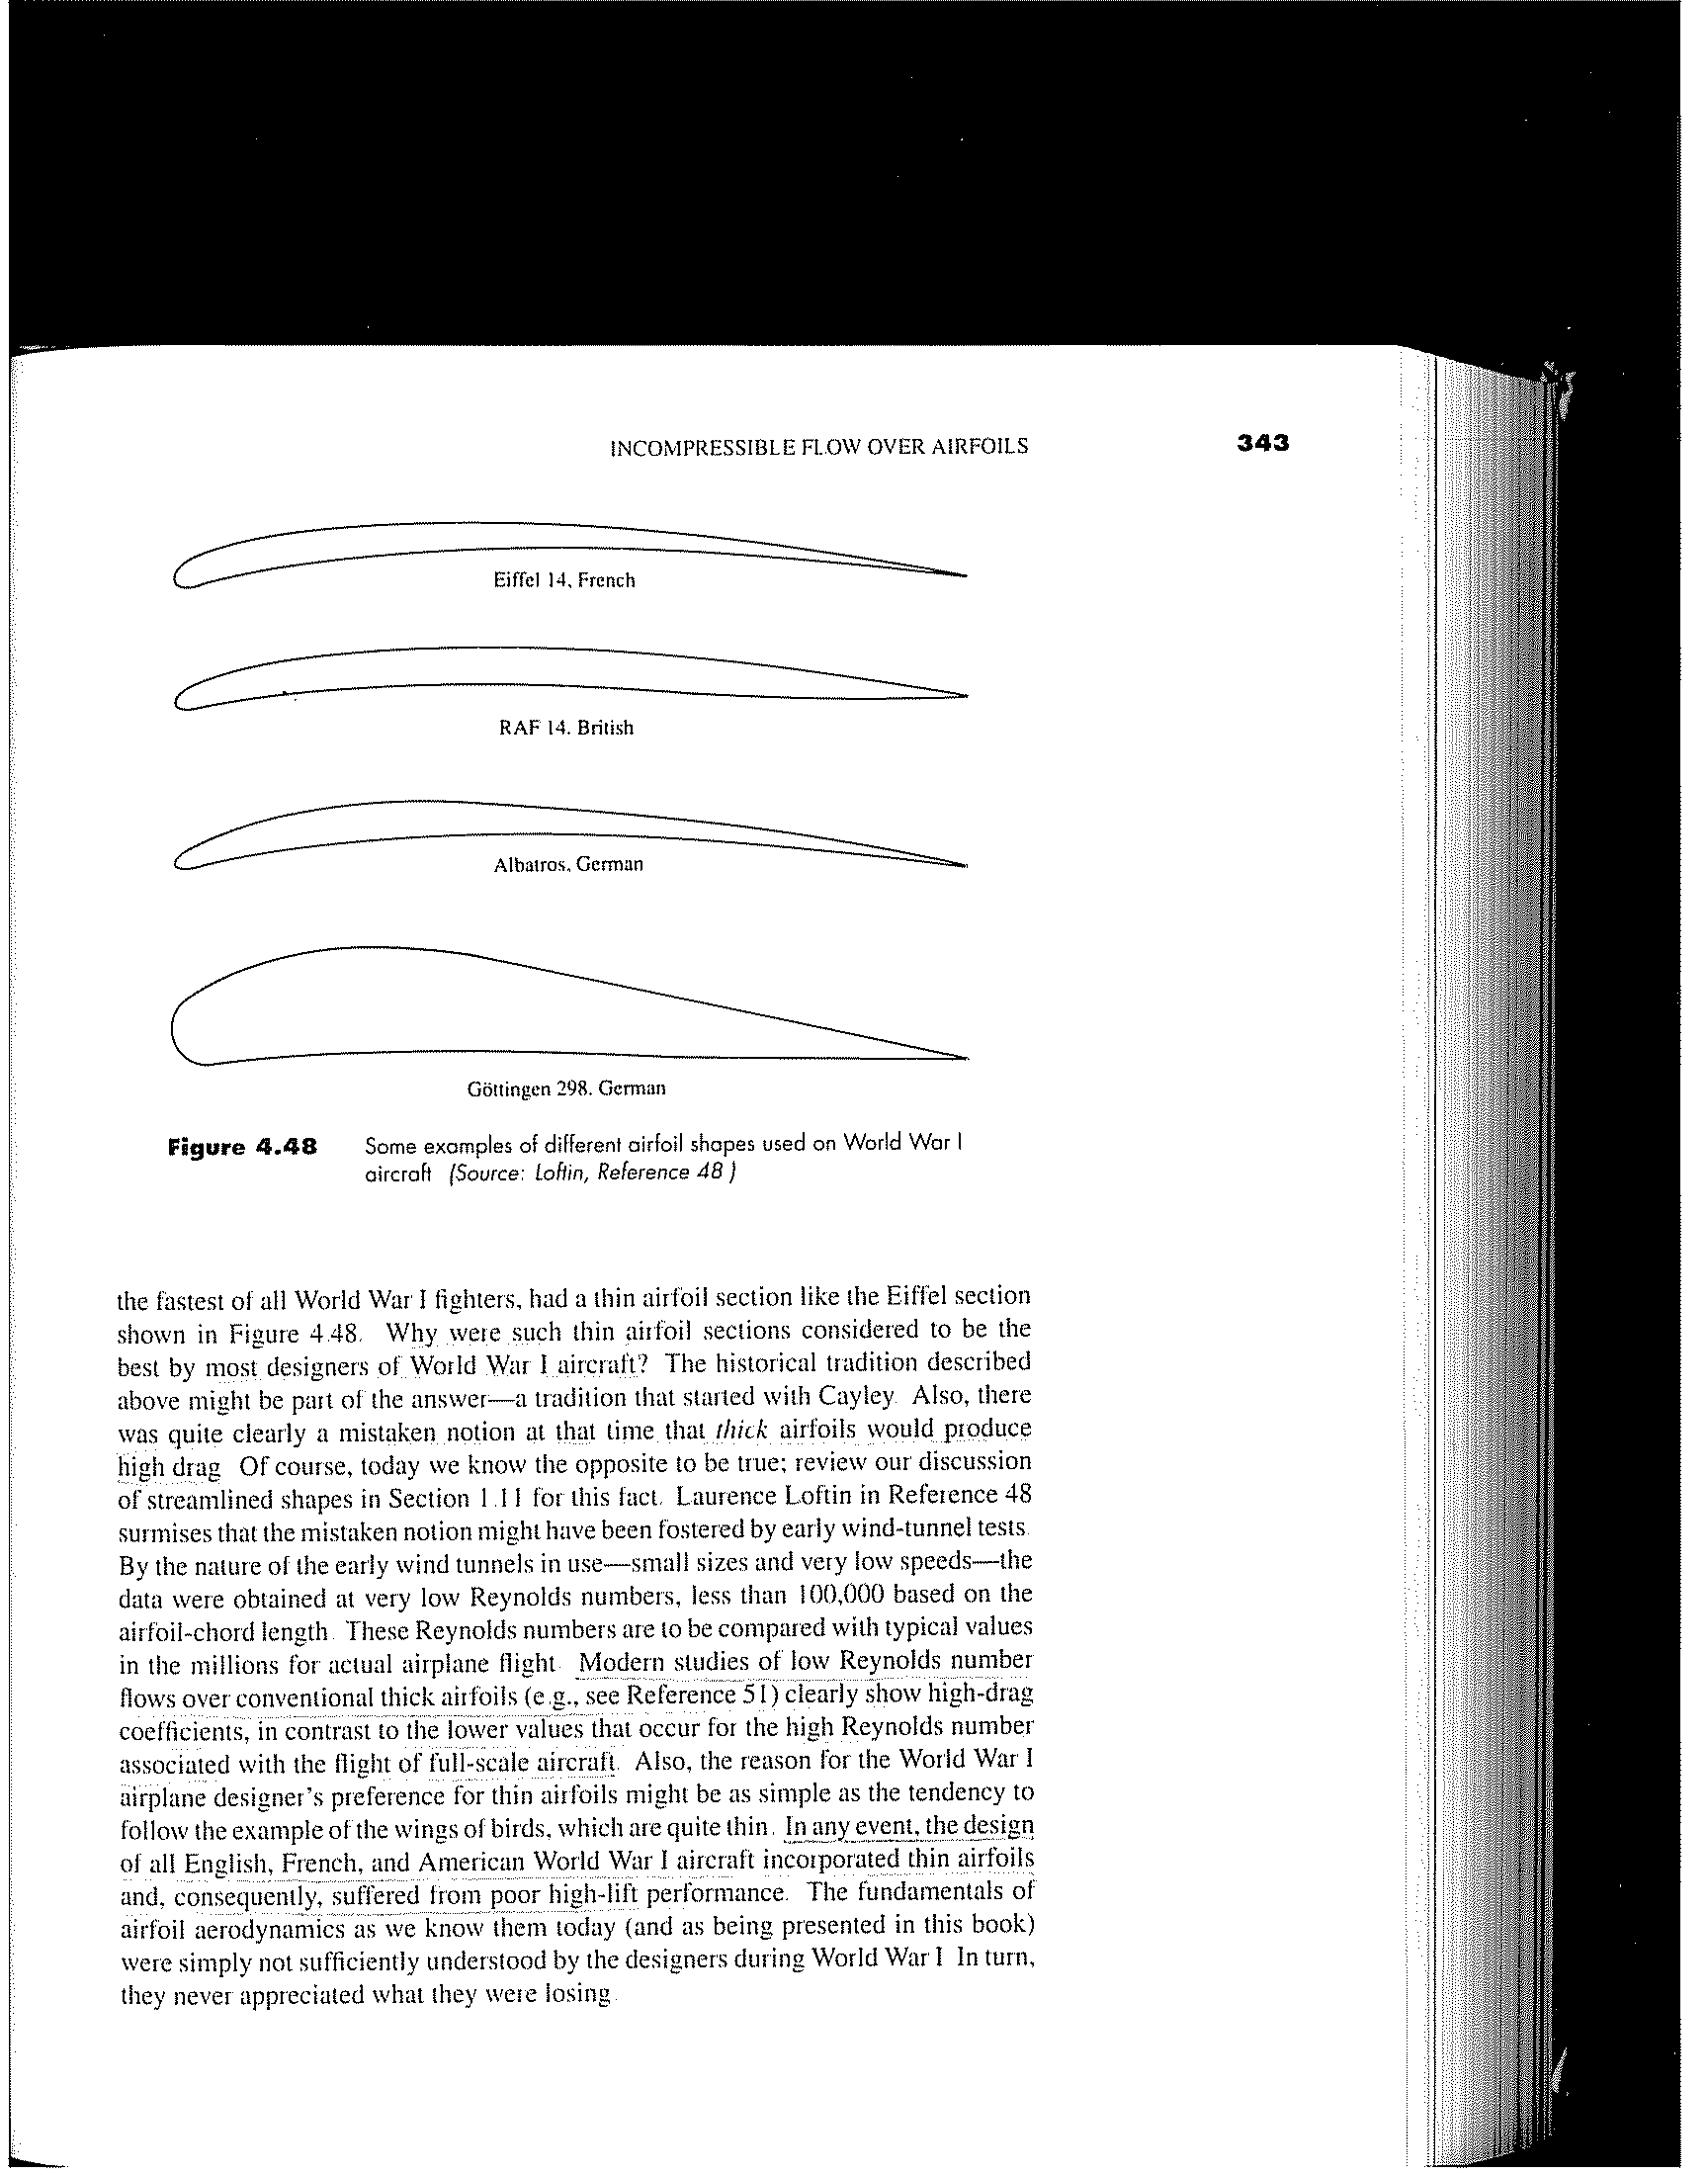 INCOMPRESSIBLE FLOW OVER AIRFOILS 343
Eiffel 14, French
RAF 14. British
Albatros, German
Göttingen 298. German
Figure 4.48 Some examples of different airfoil shapes used on World War I
aircraft (Source: Loftin, Reference 48 )
the fastest of all World War I fighters, had a thin airfoil section like the Eiffel section
shown in Figure 4.48. Why were such thin airfoil sections considered to be the
best by most designers of World War I aircraft? The historical tradition described
above might be part of the answer—a tradition that started with Cayley. Also, there
was quite clearly a mistaken notion at that time that thick airfoils would produce
high drag Of course, today we know the opposite to be true; review our discussion
of streamlined shapes in Section 1.11 for this fact. Laurence Loftin in Reference 48
surmises that the mistaken notion might have been fostered by early wind-tunnel tests.
By the nature of the early wind tunnels in use—small sizes and very low speeds—the
data were obtained at very low Reynolds numbers, less than 100,000 based on the
airfoil-chord length. These Reynolds numbers are to be compared with typical values
in the millions for actual airplane flight. Modern studies of low Reynolds number
flows over conventional thick airfoils (e.g., see Reference 51) clearly show high-drag
coefficients, in contrast to the lower values that occur for the high Reynolds number
associated with the flight of full-scale aircraft. Also, the reason for the World War I
airplane designer's preference for thin airfoils might be as simple as the tendency to
follow the example of the wings of birds, which are quite thin. In any event, the design
of all English, French, and American World War I aircraft incorporated thin airfoils
and, consequently, suffered from poor high-lift performance. The fundamentals of
airfoil aerodynamics as we know them today (and as being presented in this book)
were simply not sufficiently understood by the designers during World War I In turn,
they never appreciated what they were losing.